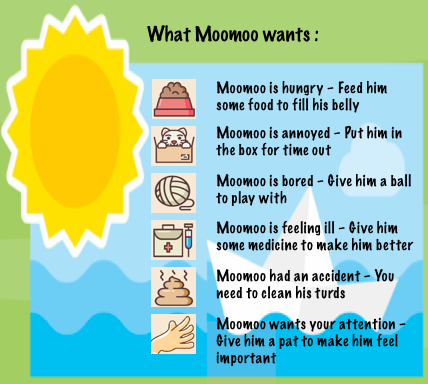 What Moomoo wants :
Moomoo is hungry - Feed him
some food to fill his belly
Moomoo is annoyed - Put him in
the box for time out
Moomoo is bored - Give him a ball
to play with
Moomoo is feeling ill - Give him
some medicine to make him better
Moomoo had an accident - You
need to clean his turds
Moomoo wants your attention -
Give him a pat to make him feel
important